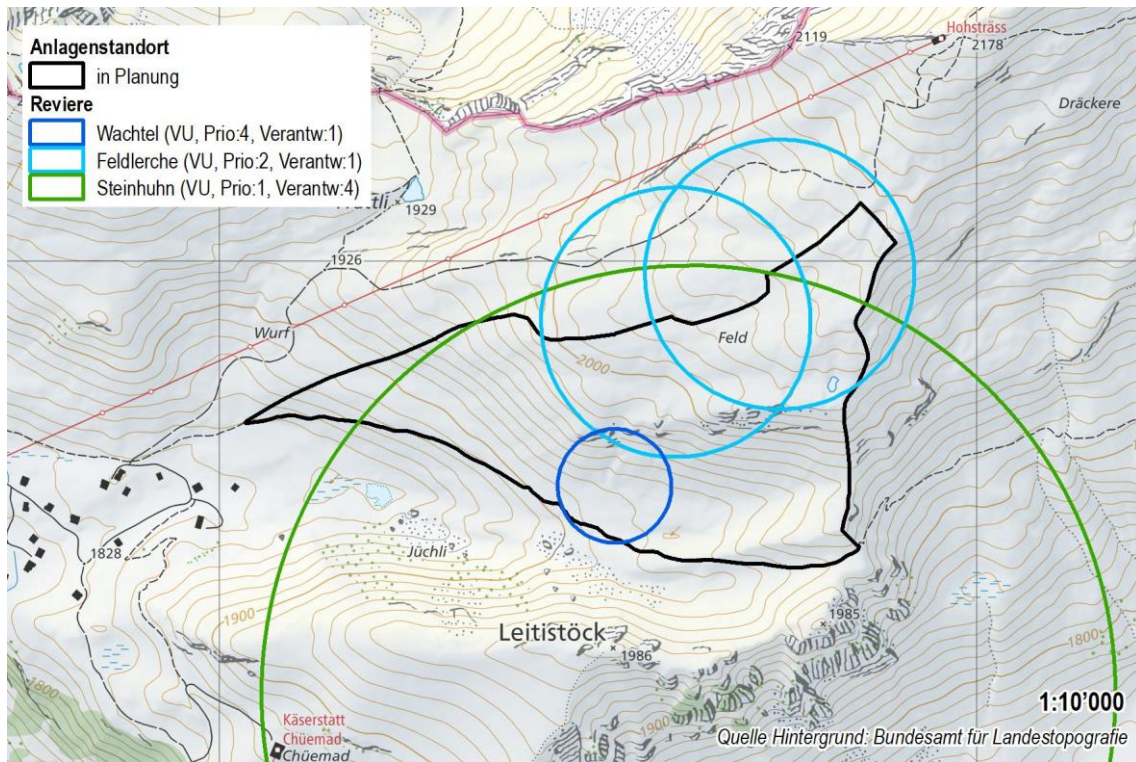 Anlagenstandort
in Planung
Reviere
Wachtel (VU, Prio:4, Verantw:1)
Feldlerche (VU, Prio:2, Verantw:1)
Steinhuhn (VU, Prio:1, Verantw:4)
2119
Hohsträss
2178
Dräckere
1929
1926
Wurf
Feld
2000
1828
Jüchli
1900
Leitistöck
1985
1986
1800
1800
1900
Käserstatt
Chüemad
Chüemad
1:10'000
Quelle Hintergrund: Bundesamt für Landestopografie